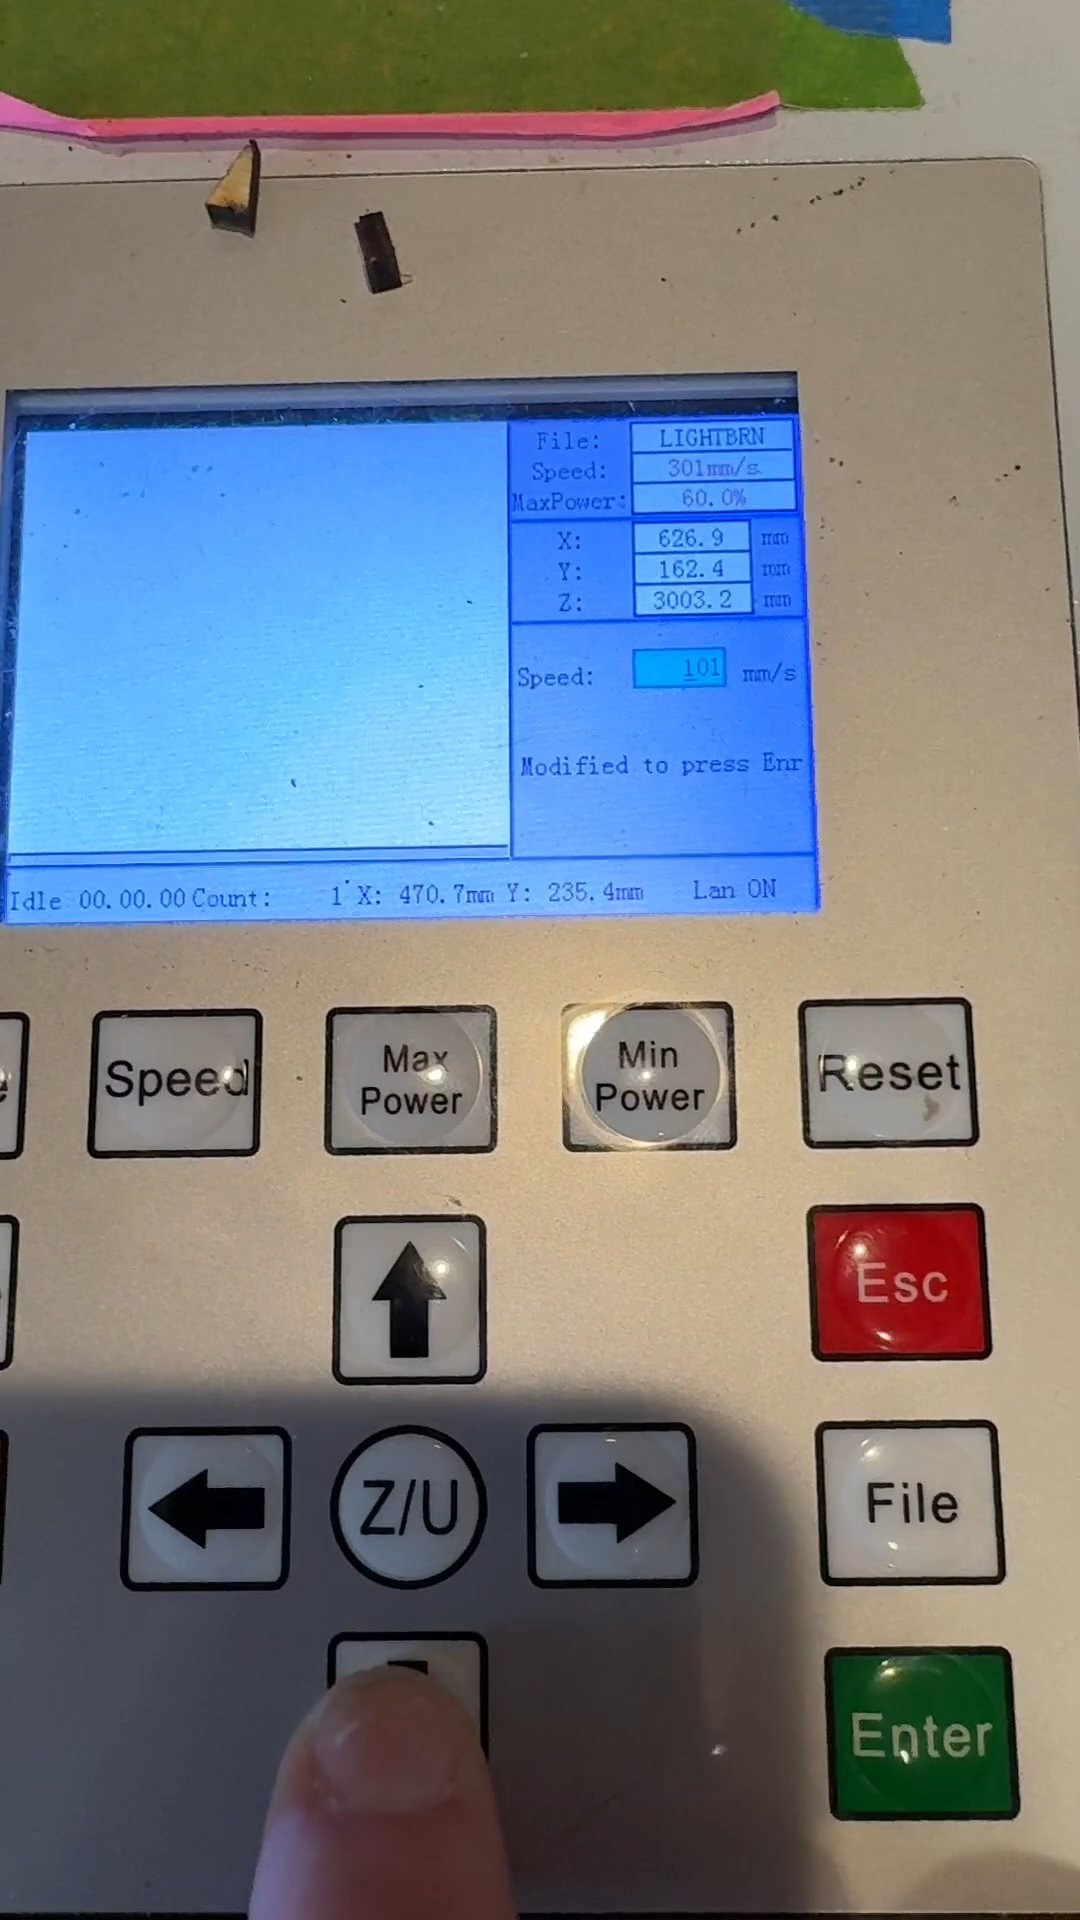 File: LIGHTBRN
Speed: 301mm/s
MaxPower: 60.0%
X: 626.9 mm
Y: 162.4 mm
Z: 3003.2 mm
Speed: 101 mm/s
Modified to press Enr
Idle 00.00.00 Count: 1 X: 470.7mm Y: 235.4mm Lan ON
Speed
Max
Power
Min
Power
Reset
Esc
Z/U
File
Enter